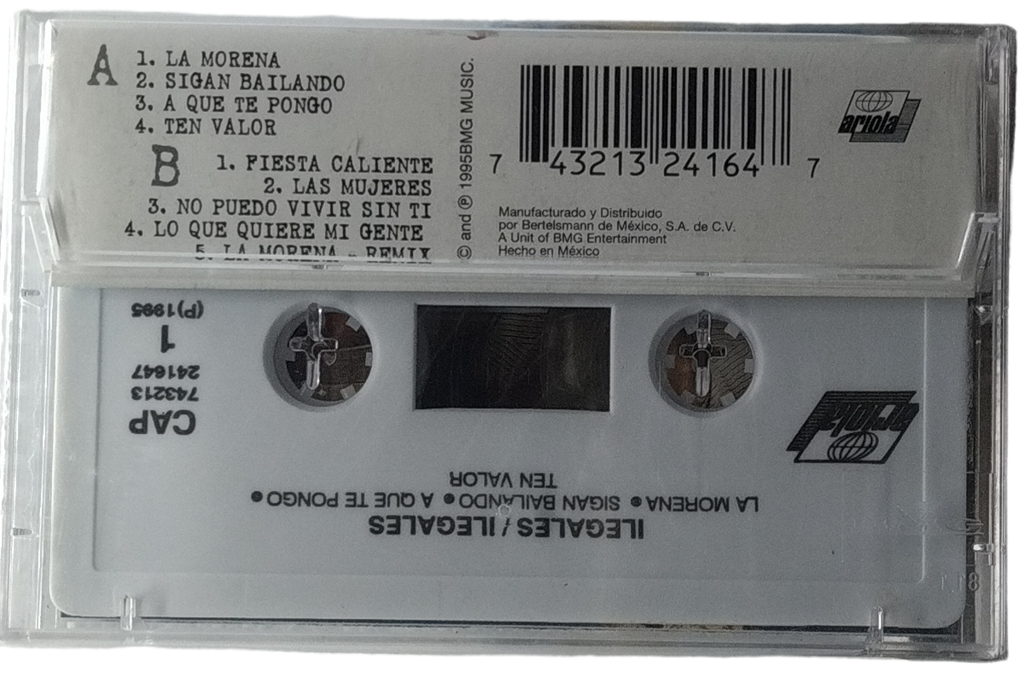 A
1. LA MORENA
2. SIGAN BAILANDO
3. A QUE TE PONGO
4. TEN VALOR
B
1. FIESTA CALIENTE
2. LAS MUJERES
3. NO PUEDO VIVIR SIN TI
4. LO QUE QUIERE MI GENTE
5. LA MORENA - REMIX
© and ℗ 1995BMG MUSIC.
7 43213 24164 7
Manufacturado y Distribuido
por Bertelsmann de México, S.A. de C.V.
A Unit of BMG Entertainment
Hecho en México
ariola
ILEGALES / ILEGALES
LA MORENA ● SIGAN BAILANDO ● A QUE TE PONGO ●
TEN VALOR
ariola
CAP
743213
241647
1
(P)1995